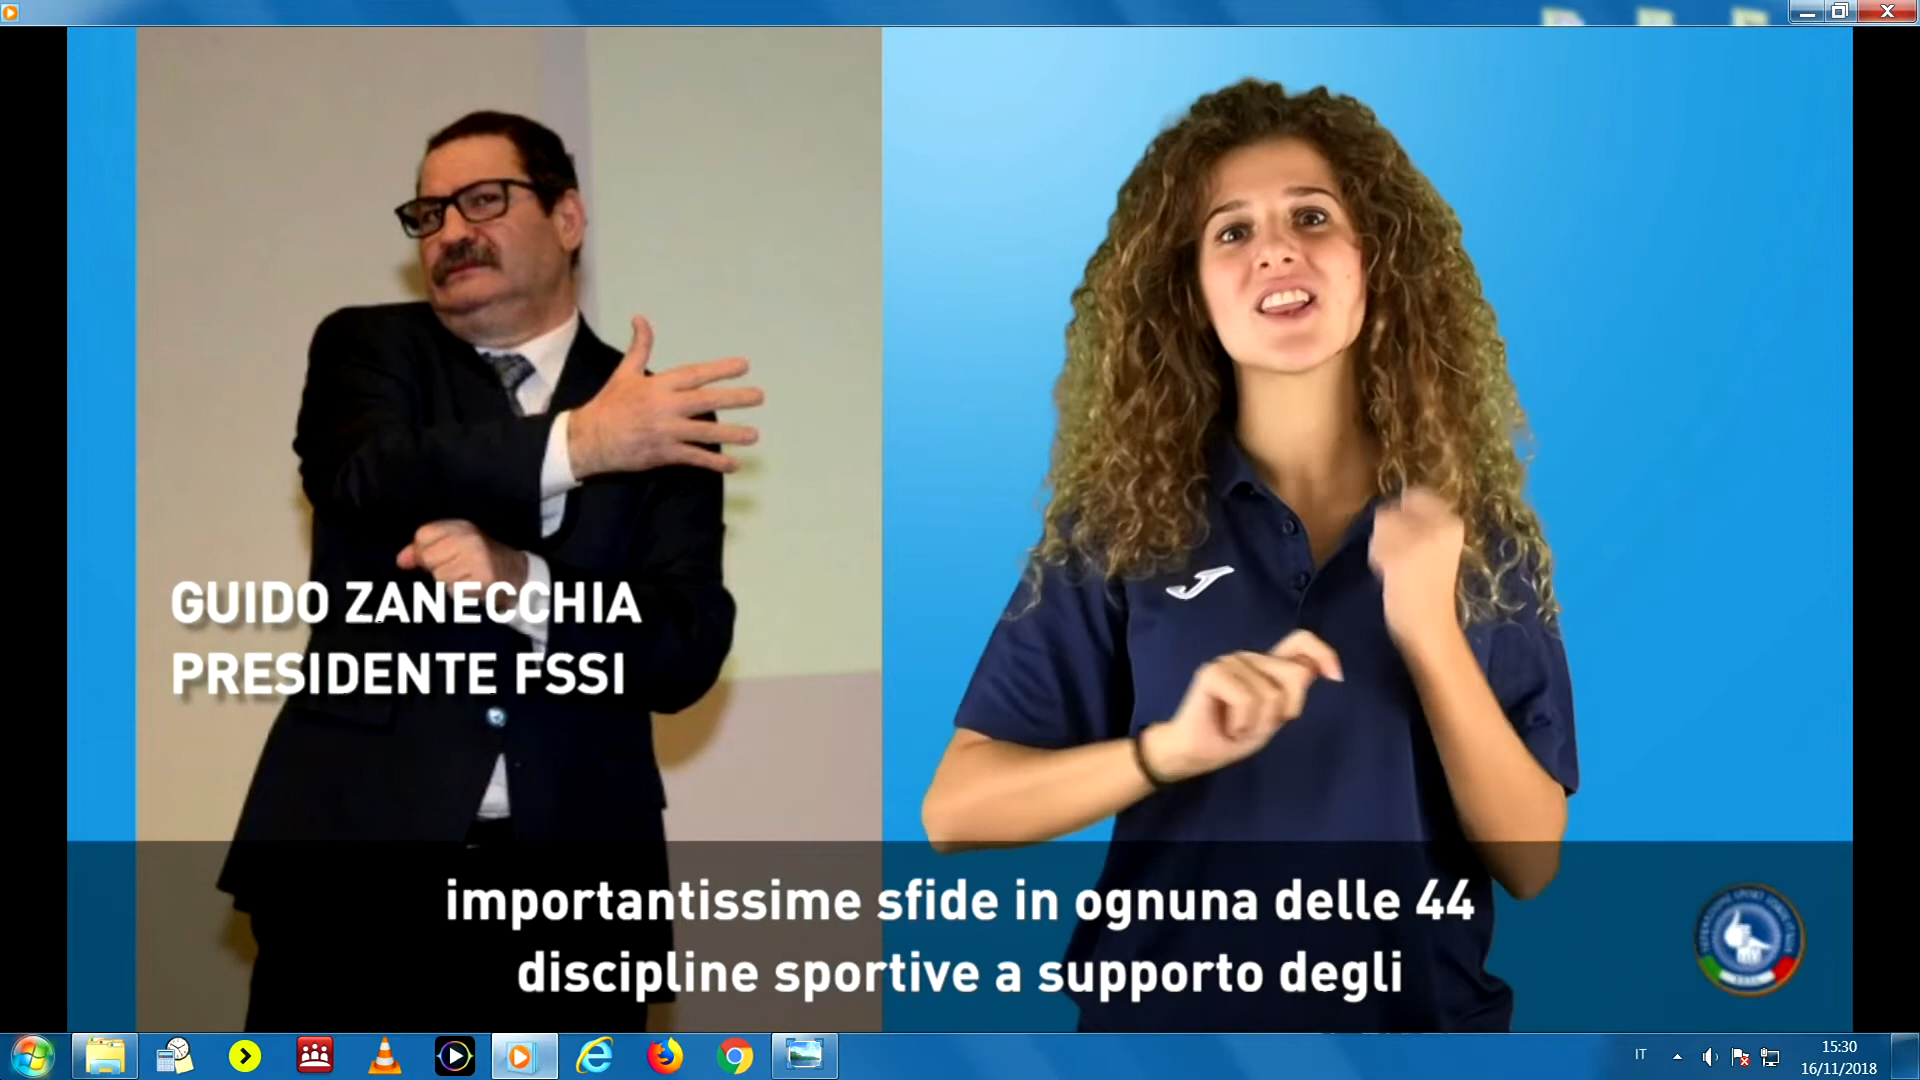 GUIDO ZANECCHIA
PRESIDENTE FSSI
importantissime sfide in ognuna delle 44
discipline sportive a supporto degli
IT
15:30
16/11/2018